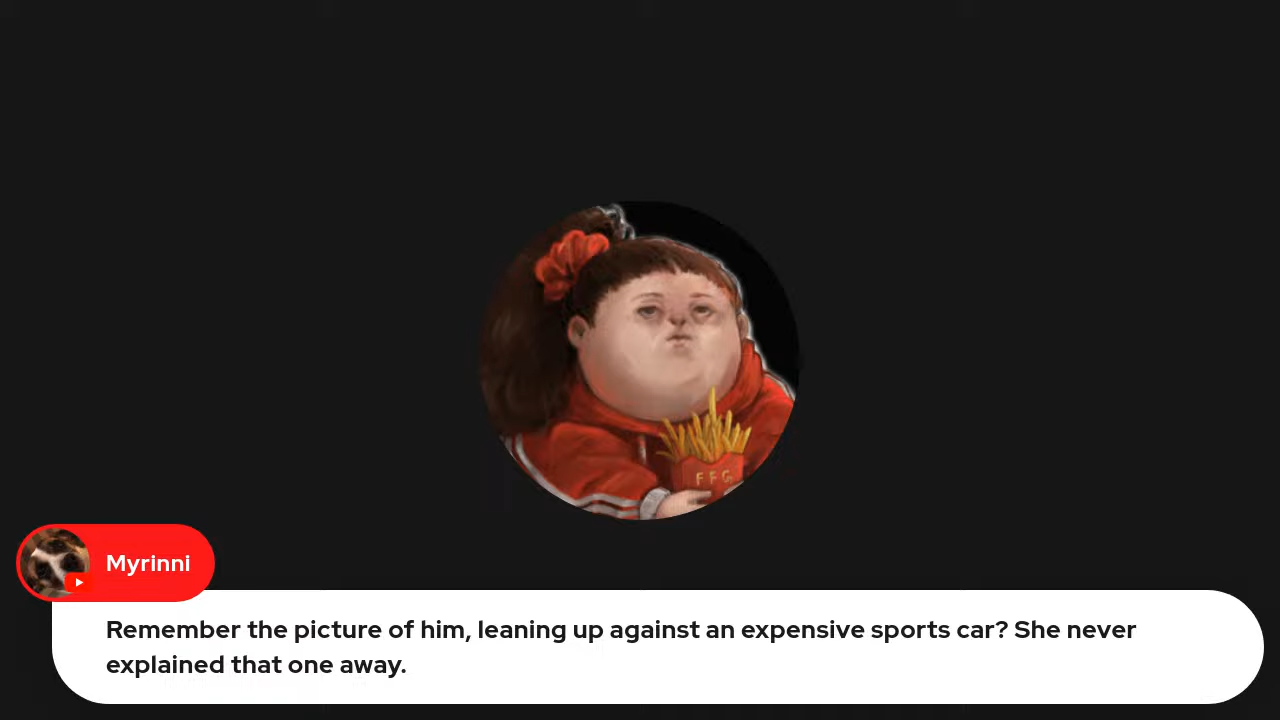 FFG
Myrinni
Remember the picture of him, leaning up against an expensive sports car? She never
explained that one away.